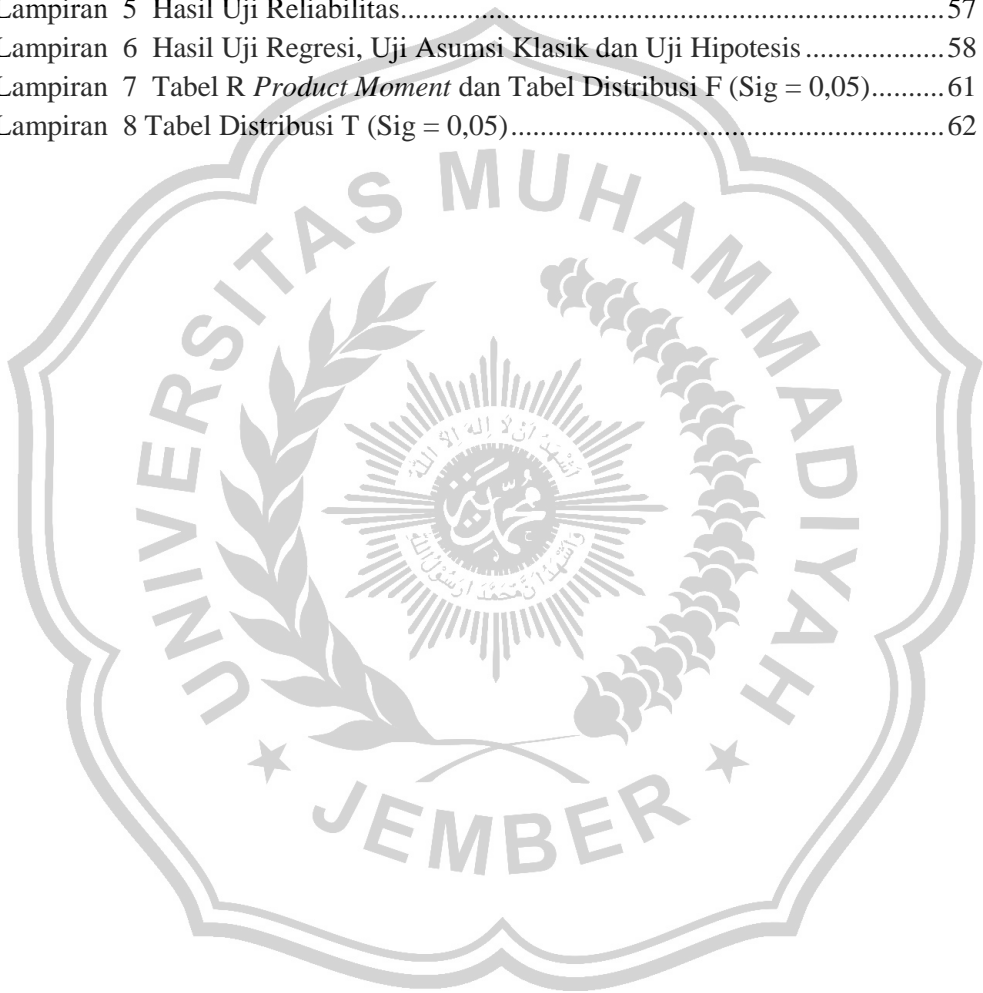 Lampiran 5 Hasil Uji Reliabilitas..........................................................................57
Lampiran 6 Hasil Uji Regresi, Uji Asumsi Klasik dan Uji Hipotesis...................58
Lampiran 7 Tabel R Product Moment dan Tabel Distribusi F (Sig = 0,05)..........61
Lampiran 8 Tabel Distribusi T (Sig = 0,05)...........................................................62
UNIVERSITAS MUHAMMADIYAH
JEMBER